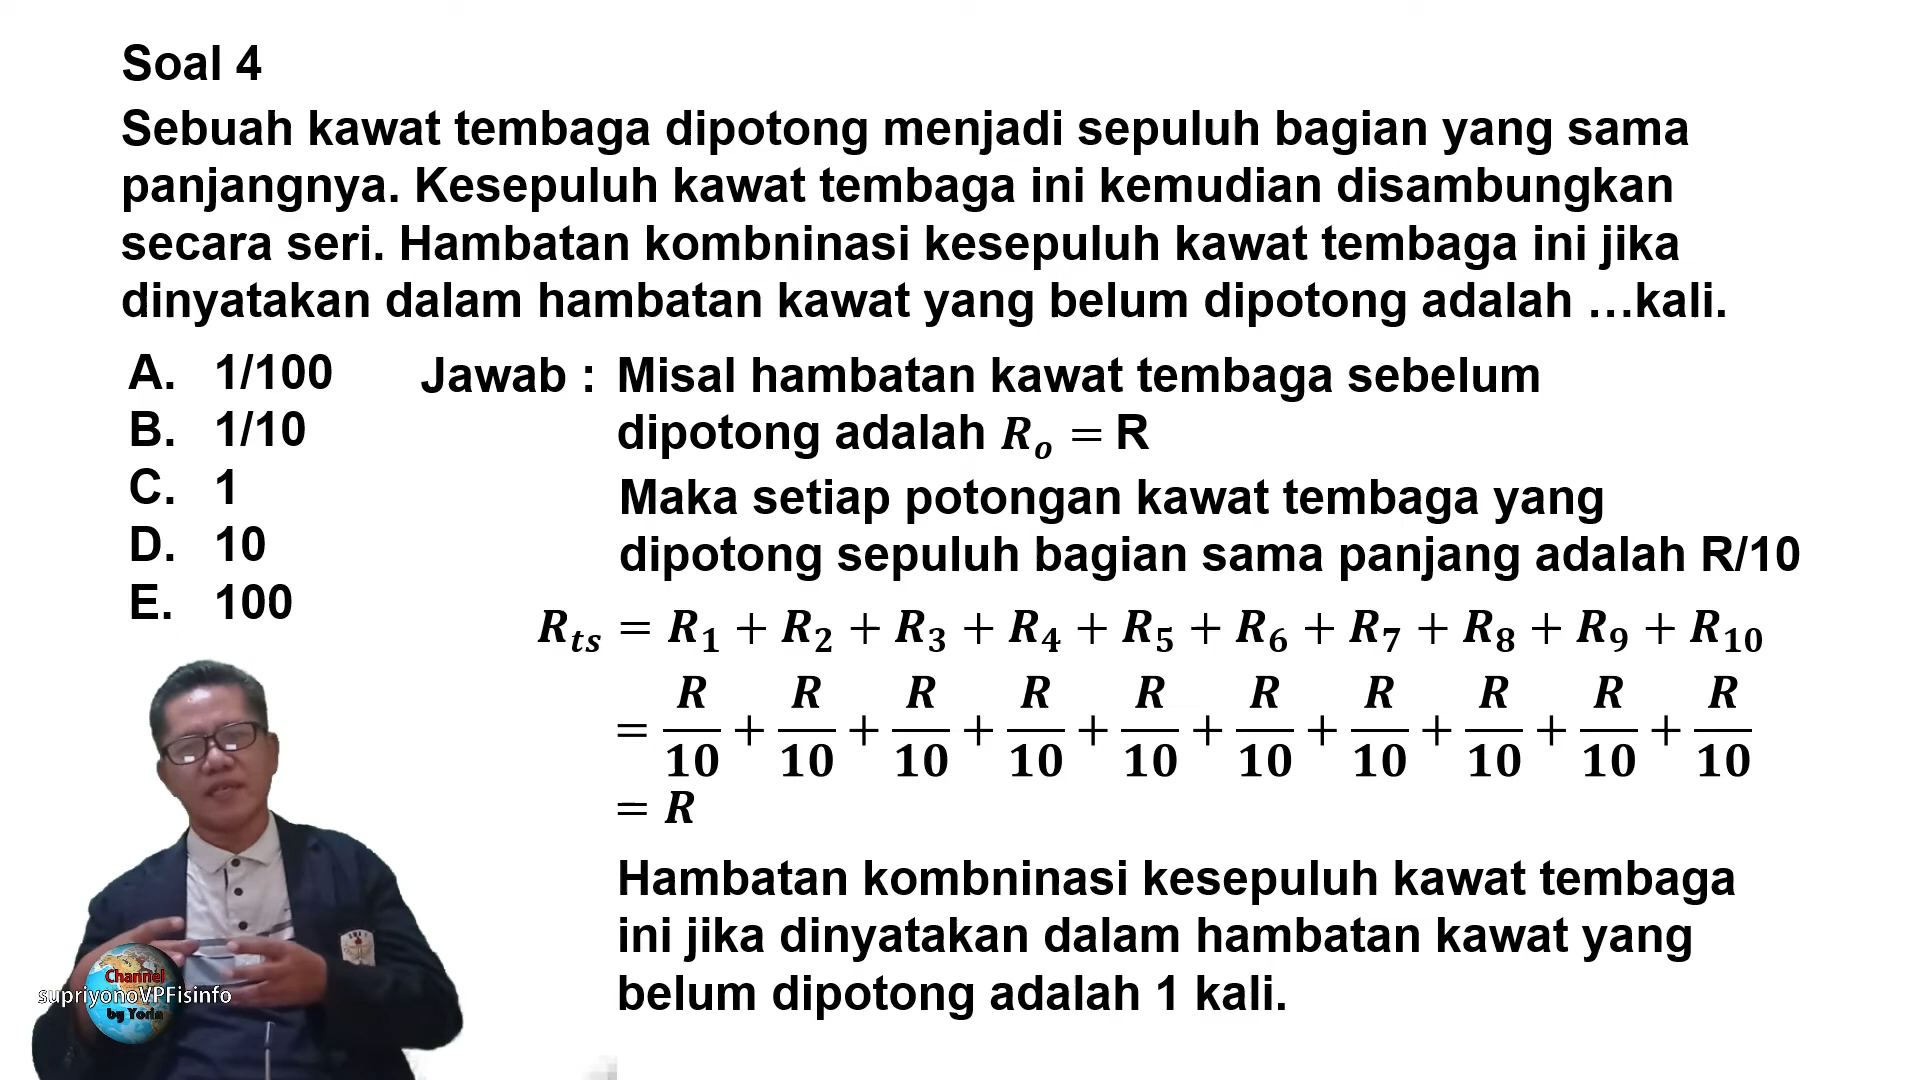 Soal 4
Sebuah kawat tembaga dipotong menjadi sepuluh bagian yang sama
panjangnya. Kesepuluh kawat tembaga ini kemudian disambungkan
secara seri. Hambatan kombninasi kesepuluh kawat tembaga ini jika
dinyatakan dalam hambatan kawat yang belum dipotong adalah …kali.
A. 1/100
B. 1/10
C. 1
D. 10
E. 100
Jawab : Misal hambatan kawat tembaga sebelum
dipotong adalah R_o = R
Maka setiap potongan kawat tembaga yang
dipotong sepuluh bagian sama panjang adalah R/10
R_ts = R_1 + R_2 + R_3 + R_4 + R_5 + R_6 + R_7 + R_8 + R_9 + R_10
= R/10 + R/10 + R/10 + R/10 + R/10 + R/10 + R/10 + R/10 + R/10 + R/10
= R
Hambatan kombninasi kesepuluh kawat tembaga
ini jika dinyatakan dalam hambatan kawat yang
belum dipotong adalah 1 kali.
Channel
supriyonoVPFisinfo
by Yorin